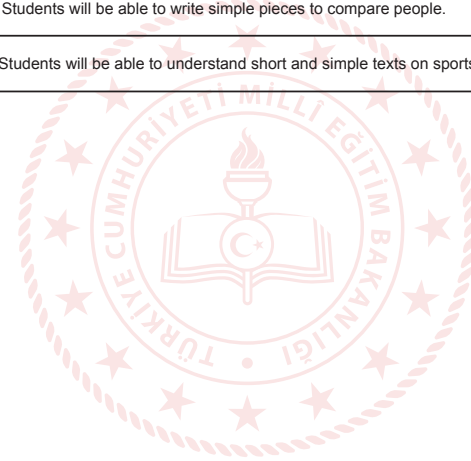 Students will be able to write simple pieces to compare people.
Students will be able to understand short and simple texts on sports
TÜRKİYE CUMHURİYETİ MİLLÎ EĞİTİM BAKANLIĞI